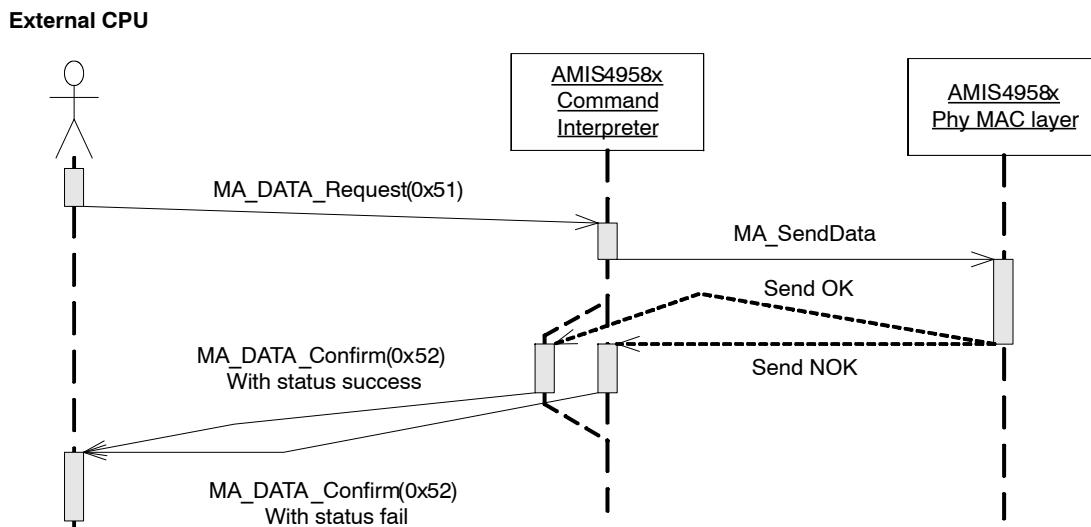 External CPU
AMIS4958x
Command
Interpreter
AMIS4958x
Phy MAC layer
MA_DATA_Request(0x51)
MA_SendData
Send OK
MA_DATA_Confirm(0x52)
With status success
Send NOK
MA_DATA_Confirm(0x52)
With status fail